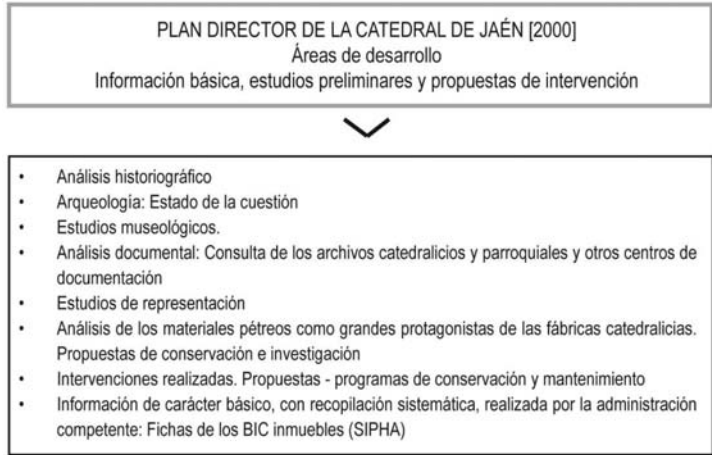 PLAN DIRECTOR DE LA CATEDRAL DE JAÉN [2000]
Áreas de desarrollo
Información básica, estudios preliminares y propuestas de intervención
• Análisis historiográfico
• Arqueología: Estado de la cuestión
• Estudios museológicos.
• Análisis documental: Consulta de los archivos catedralicios y parroquiales y otros centros de
documentación
• Estudios de representación
• Análisis de los materiales pétreos como grandes protagonistas de las fábricas catedralicias.
Propuestas de conservación e investigación
• Intervenciones realizadas. Propuestas - programas de conservación y mantenimiento
• Información de carácter básico, con recopilación sistemática, realizada por la administración
competente: Fichas de los BIC inmuebles (SIPHA)